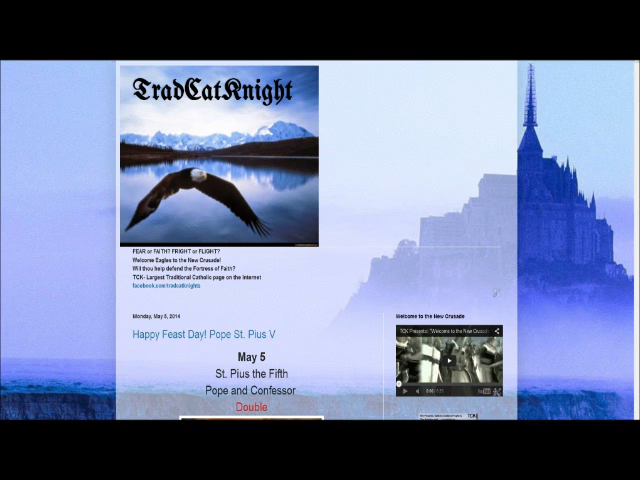 TradCatKnight
FEAR or FAITH? FRIGHT or FLIGHT?
Welcome Eagles to the New Crusade!
Will thou help defend the Fortress of Faith?
TCK- Largest Traditional Catholic page on the Internet
facebook.com/tradcatknights
Monday, May 5, 2014
Happy Feast Day! Pope St. Pius V
May 5
St. Pius the Fifth
Pope and Confessor
Double
Welcome to the New Crusade
TCK Presents: "Welcome to the New Crusade
TCK